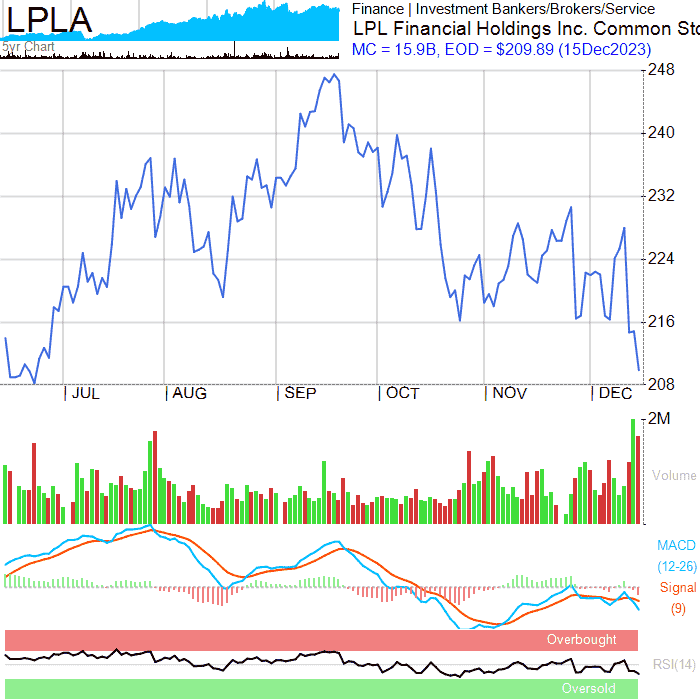 LPLA
5yr Chart
Finance | Investment Bankers/Brokers/Service
LPL Financial Holdings Inc. Common Sto
MC = 15.9B, EOD = $209.89 (15Dec2023)
248
240
232
224
216
208
JUL
AUG
SEP
OCT
NOV
DEC
2M
Volume
MACD
(12-26)
Signal
(9)
Overbought
RSI(14)
Oversold